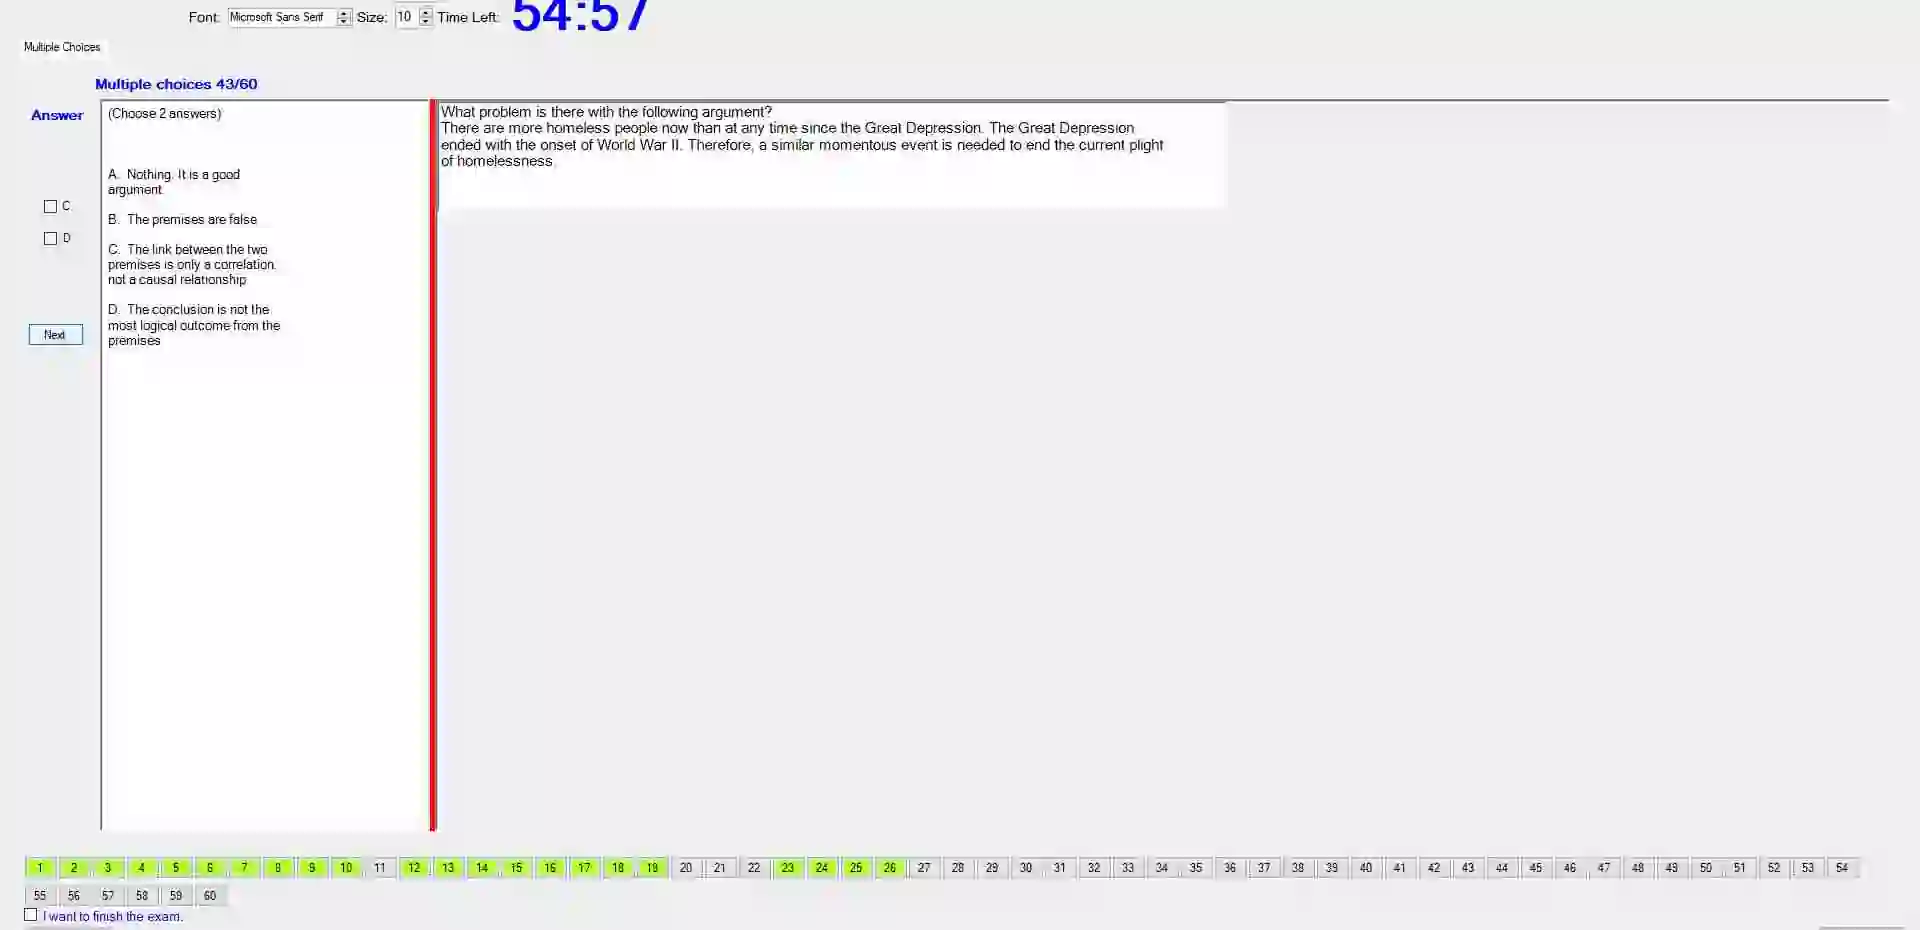 Font: Microsoft Sans Serif Size: 10 Time Left: 54:57
Multiple Choices
Multiple choices 43/60
Answer
(Choose 2 answers)
A. Nothing. It is a good
argument
B. The premises are false
C. The link between the two
premises is only a correlation,
not a causal relationship
D. The conclusion is not the
most logical outcome from the
premises
C
D
Next
What problem is there with the following argument?
There are more homeless people now than at any time since the Great Depression. The Great Depression
ended with the onset of World War II. Therefore, a similar momentous event is needed to end the current plight
of homelessness.
1 2 3 4 5 6 7 8 9 10 11 12 13 14 15 16 17 18 19 20 21 22 23 24 25 26 27 28 29 30 31 32 33 34 35 36 37 38 39 40 41 42 43 44 45 46 47 48 49 50 51 52 53 54
55 56 57 58 59 60
I want to finish the exam.